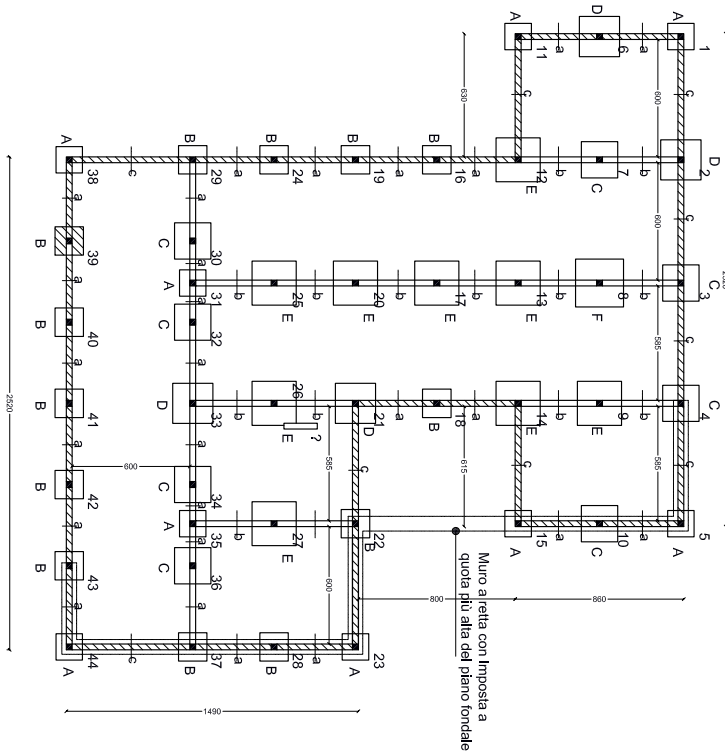 A A
11 a 6 a 1
D
c c
630 600
A B B B B D
38 c 29 a 24 a 19 a 16 a 12 b 7 b 2
E C
a a 600 c
B C
39 30
a a
A C
31 b 25 b 20 b 17 b 13 b 8 b 3
E E E E F
a
B C
40 32
a a 585 c
B D C
41 33 b 26 b 21 a 18 a 14 b 9 b 4
E ? D B E E
2520
a 600 a 585 c 615 c 585
B C
42 34
a a
A
35 b 27 b 22 15 a 10 a 5
E B A C A
B C
43 36
a a 600 800 860
A B B A
44 c 37 a 28 a 23
1490
Muro a retta con Imposta a
quota più alta del piano fondale